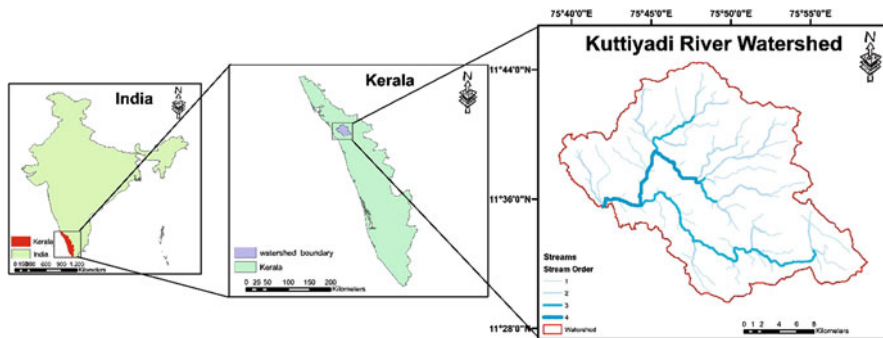 India
N
Kerala
India
Kilometers
Kerala
N
watershed boundary
Kerala
0 25 50 100 150 200
Kilometers
75°40'0"E 75°45'0"E 75°50'0"E 75°55'0"E
Kuttiyadi River Watershed
N
11°44'0"N
11°36'0"N
11°28'0"N
Streams
Stream Order
1
2
3
4
Watershed
0 1 2 4 6 8
Kilometers